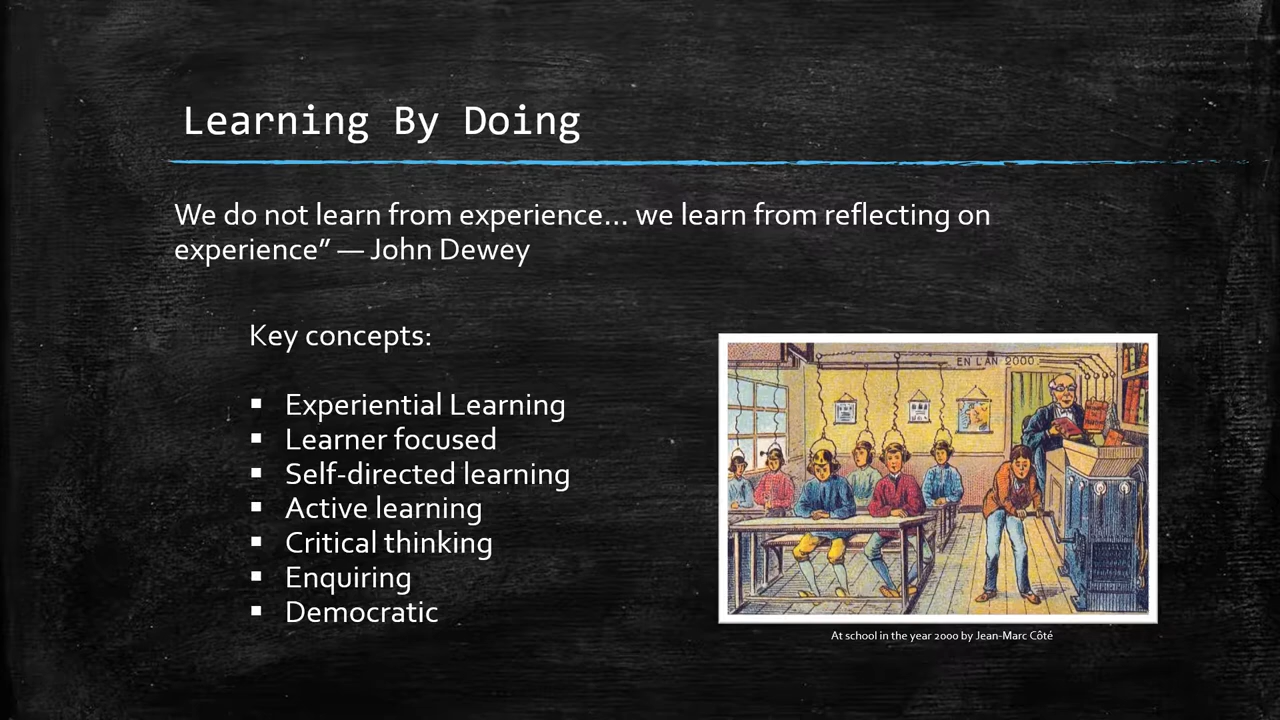 Learning By Doing
We do not learn from experience... we learn from reflecting on
experience” — John Dewey
Key concepts:
▪ Experiential Learning
▪ Learner focused
▪ Self-directed learning
▪ Active learning
▪ Critical thinking
▪ Enquiring
▪ Democratic
EN L'AN 2000
At school in the year 2000 by Jean-Marc Côté